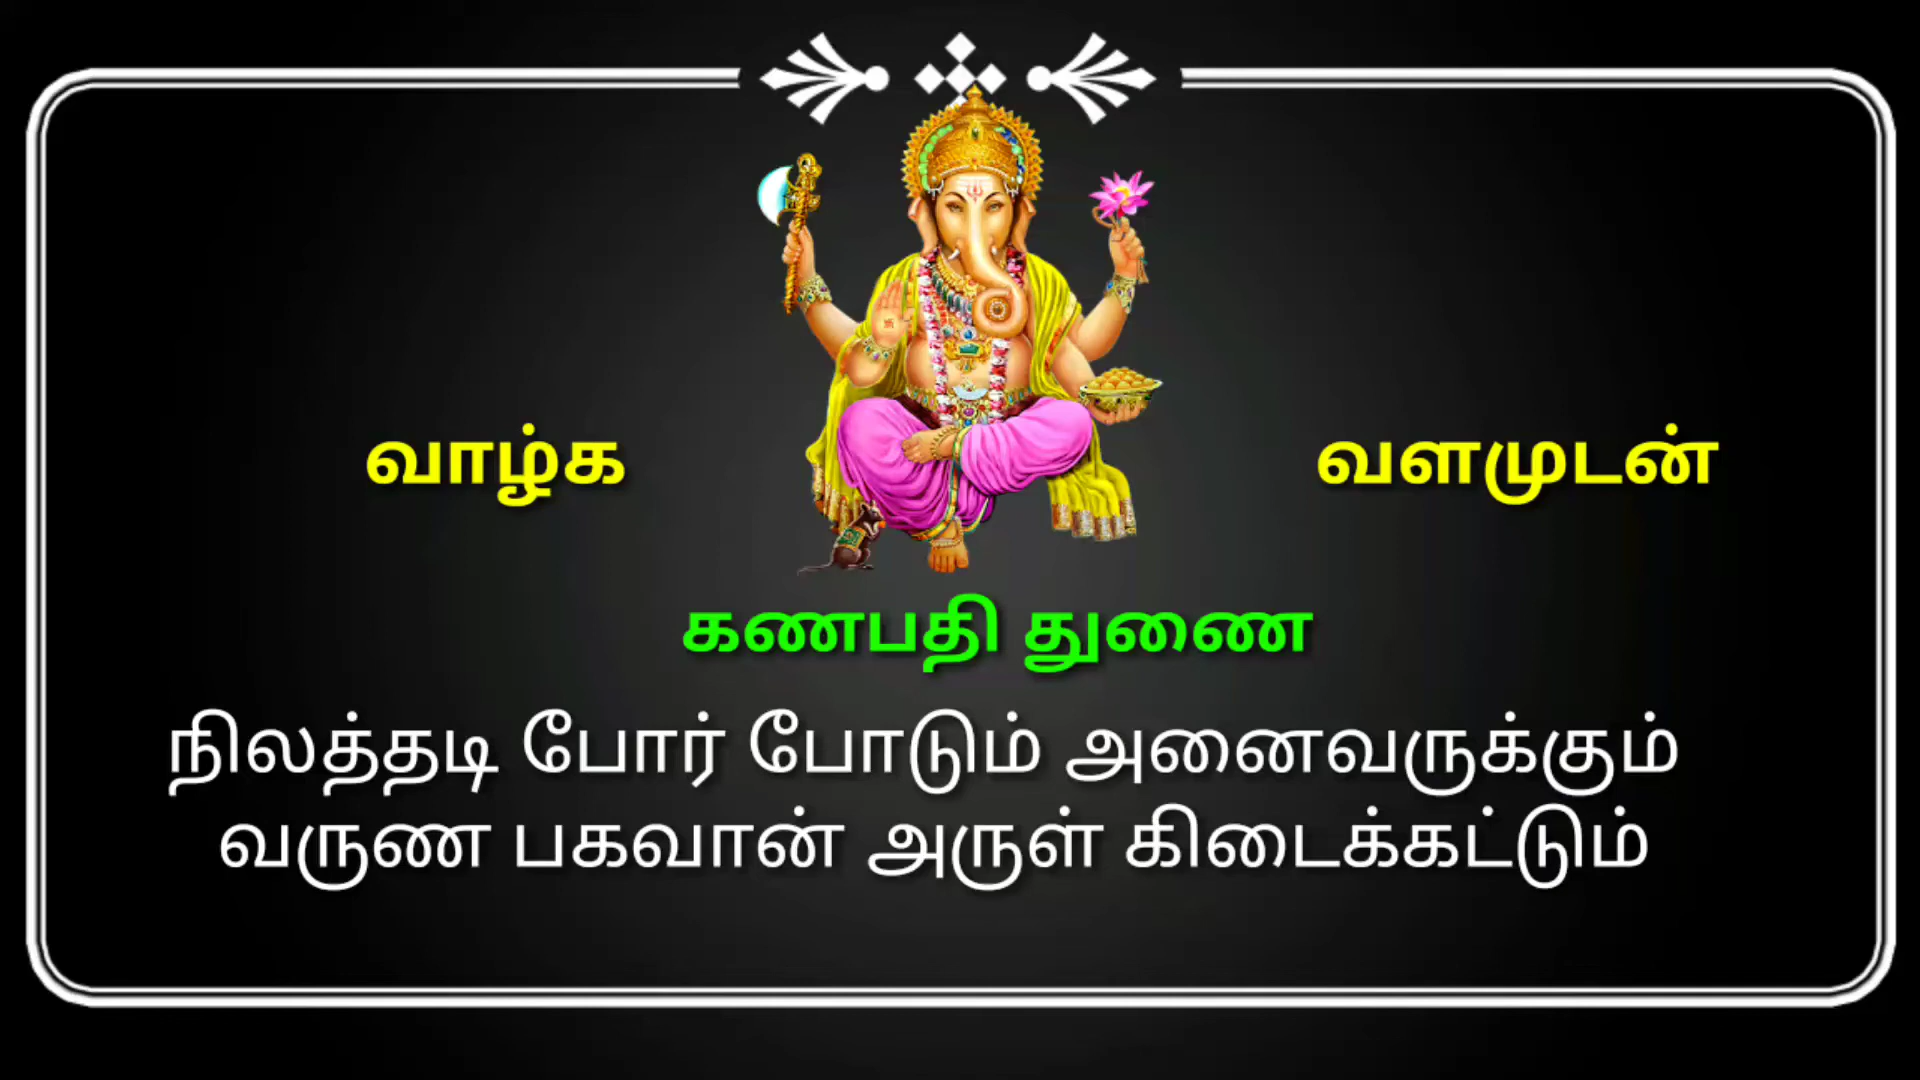 வாழ்க வளமுடன்
கணபதி துணை
நிலத்தடி போர் போடும் அனைவருக்கும்
வருண பகவான் அருள் கிடைக்கட்டும்